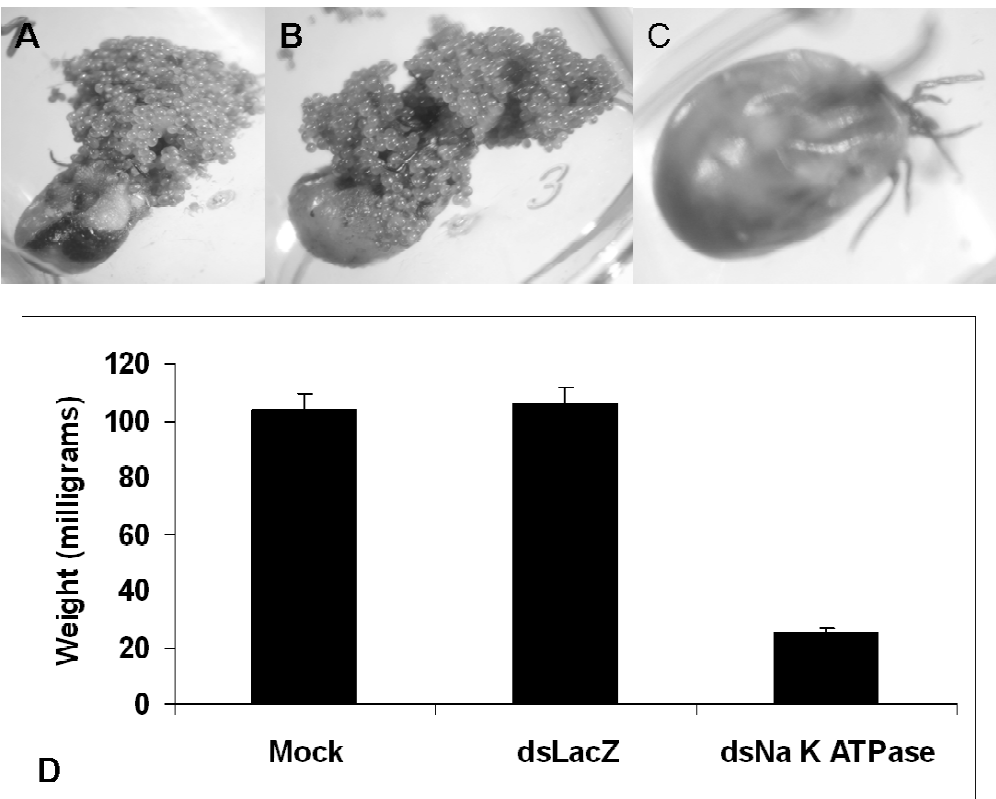 A
B
C
3
120
100
80
60
40
20
0
Weight (milligrams)
Mock
dsLacZ
dsNa K ATPase
D